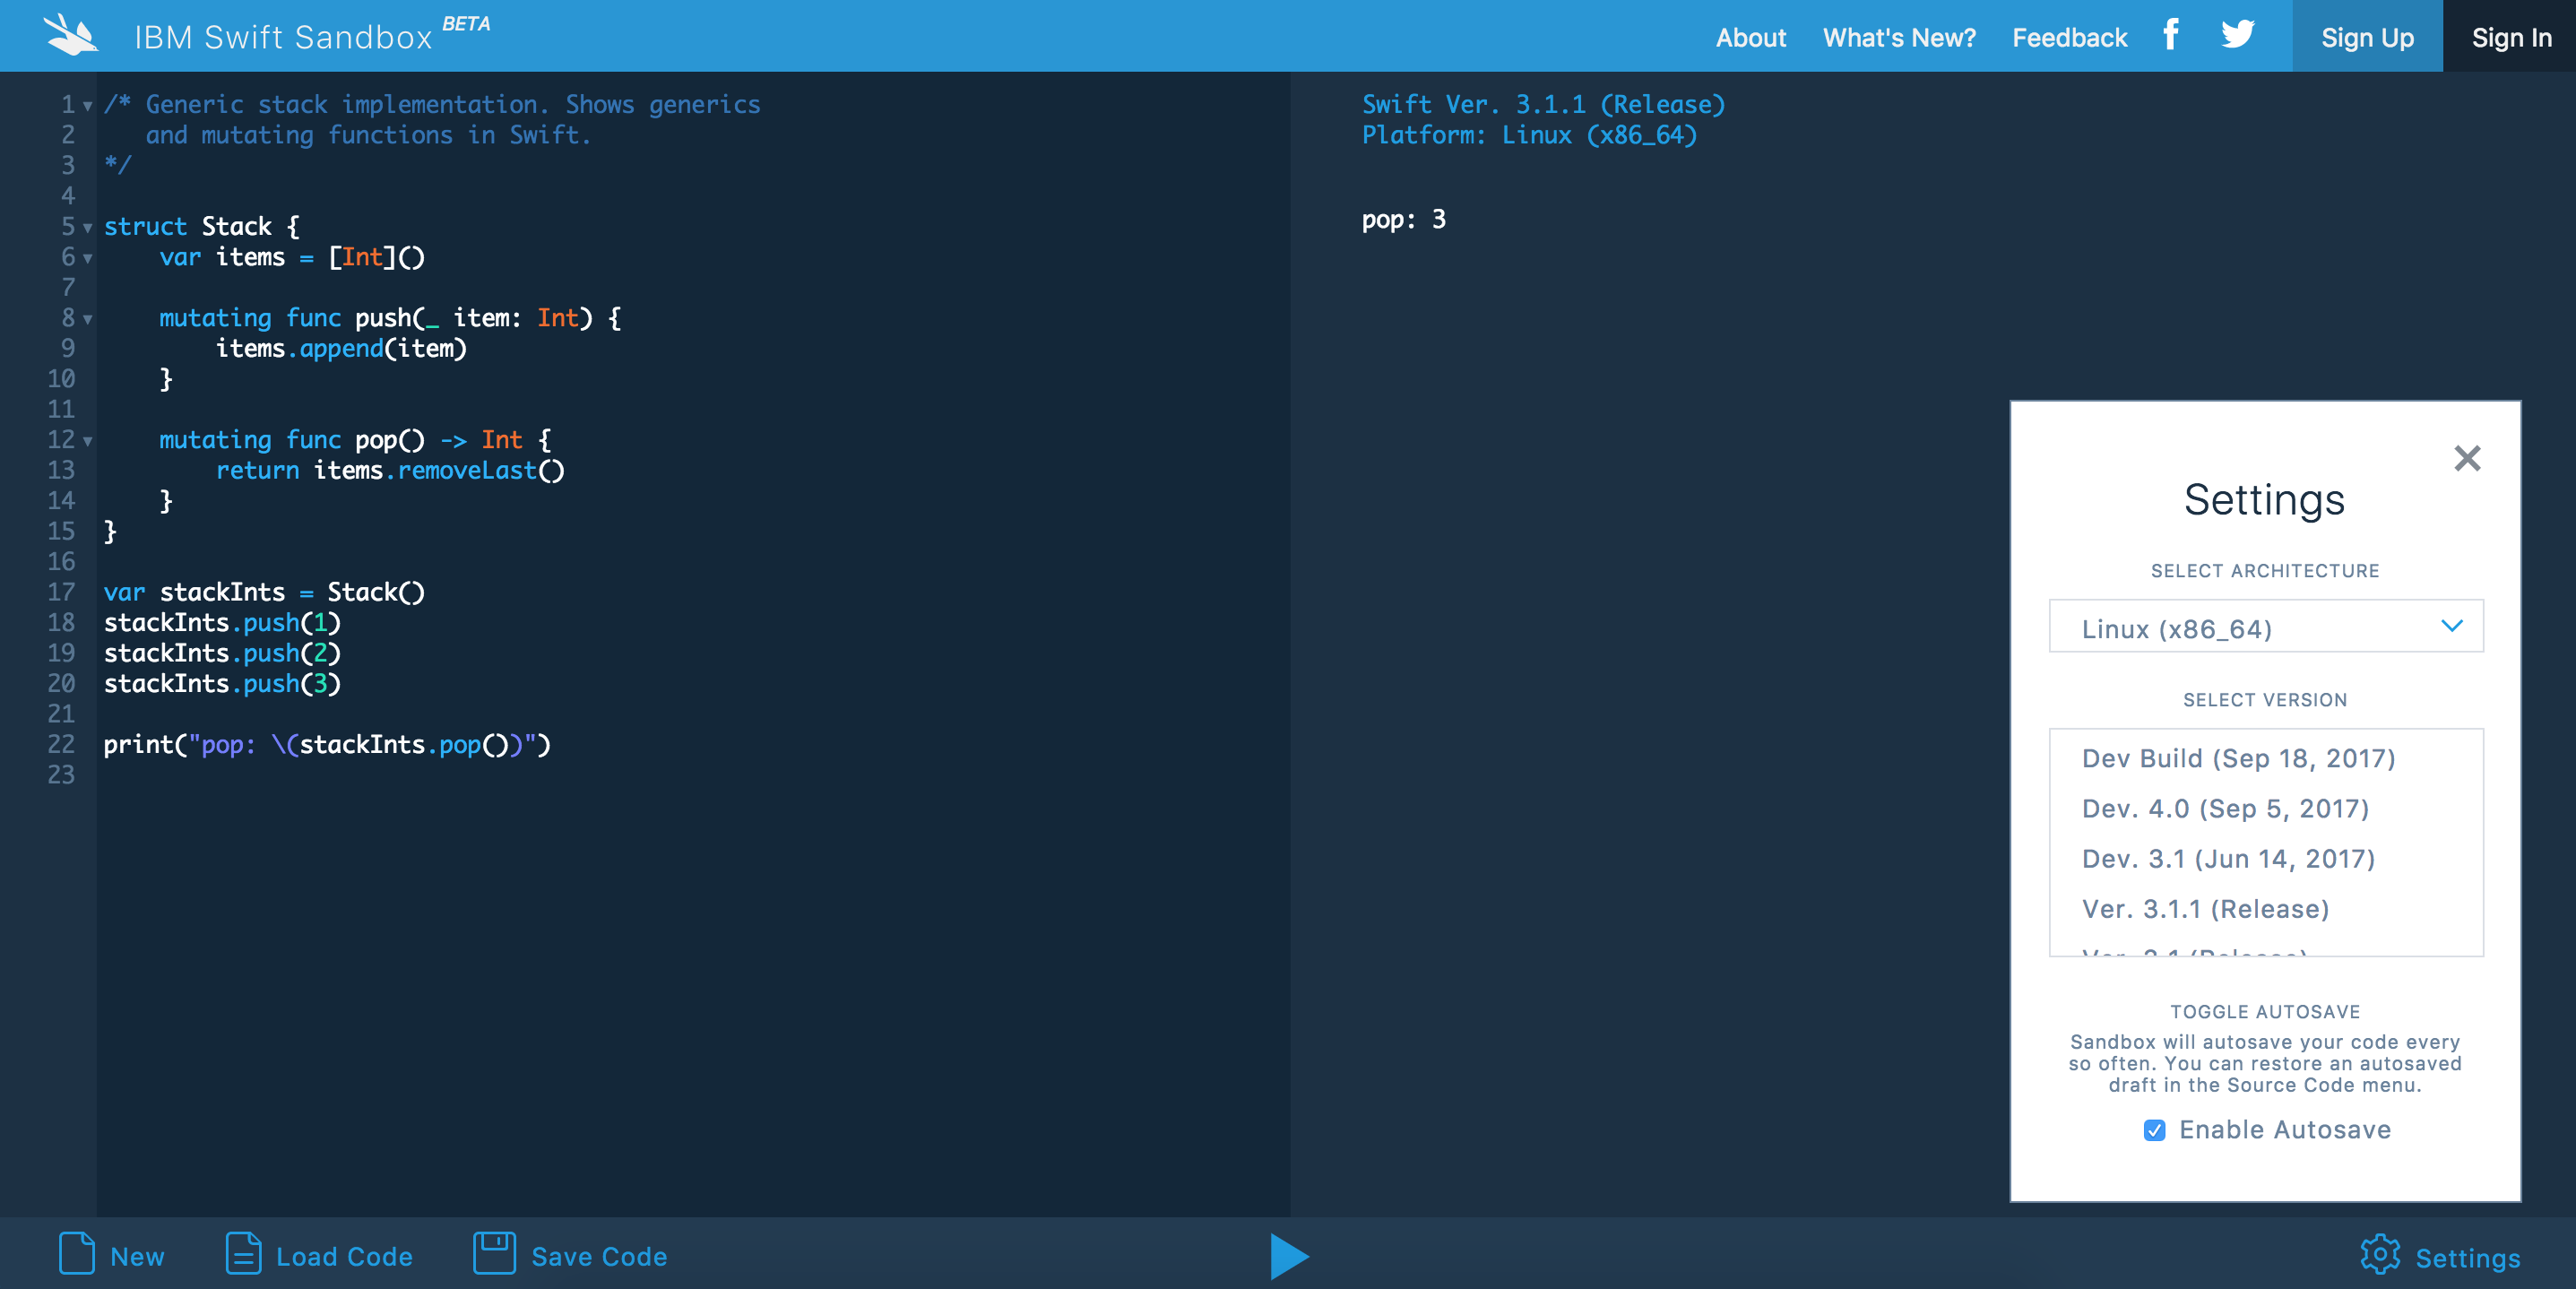 IBM Swift Sandbox BETA
About What's New? Feedback Sign Up Sign In
1 /* Generic stack implementation. Shows generics
2    and mutating functions in Swift.
3 */
4
5 struct Stack {
6     var items = [Int]()
7
8     mutating func push(_ item: Int) {
9         items.append(item)
10     }
11
12     mutating func pop() -> Int {
13         return items.removeLast()
14     }
15 }
16
17 var stackInts = Stack()
18 stackInts.push(1)
19 stackInts.push(2)
20 stackInts.push(3)
21
22 print("pop: \(stackInts.pop())")
23
Swift Ver. 3.1.1 (Release)
Platform: Linux (x86_64)
pop: 3
Settings
SELECT ARCHITECTURE
Linux (x86_64)
SELECT VERSION
Dev Build (Sep 18, 2017)
Dev. 4.0 (Sep 5, 2017)
Dev. 3.1 (Jun 14, 2017)
Ver. 3.1.1 (Release)
Ver. 3.1 (Release)
TOGGLE AUTOSAVE
Sandbox will autosave your code every
so often. You can restore an autosaved
draft in the Source Code menu.
Enable Autosave
New Load Code Save Code Settings